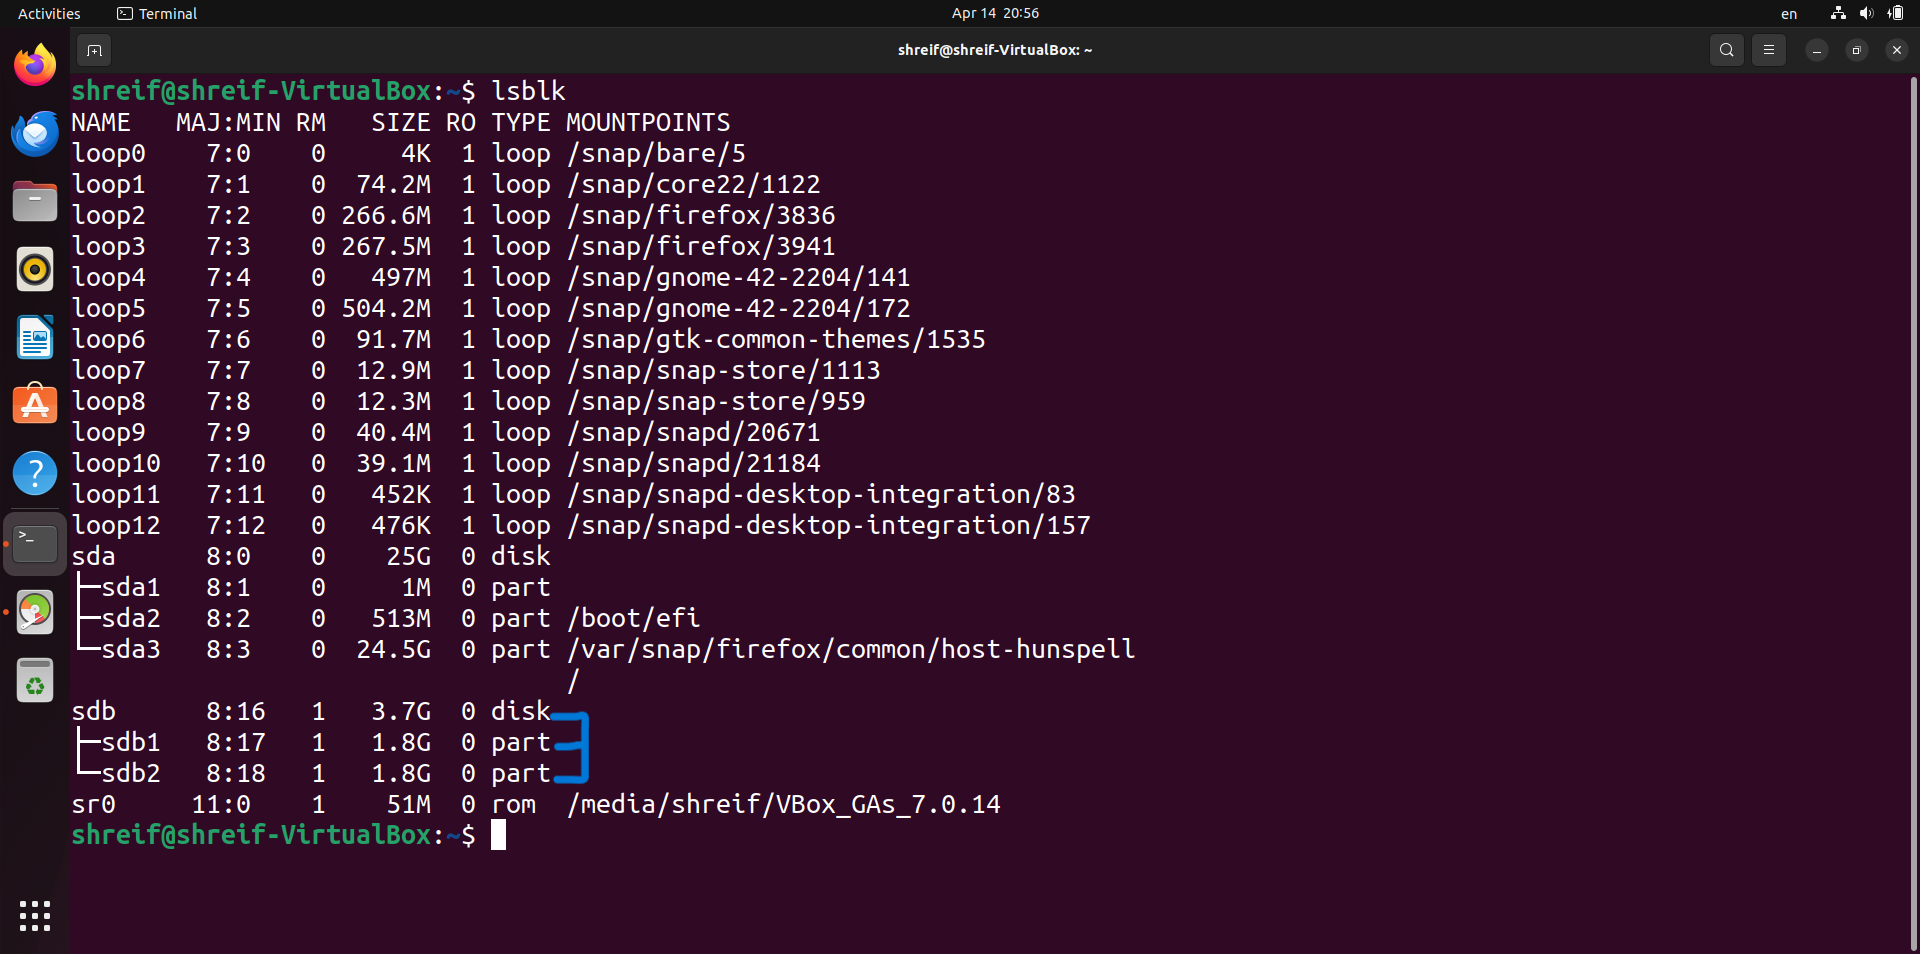 Activities Terminal Apr 14 20:56 en
shreif@shreif-VirtualBox: ~
shreif@shreif-VirtualBox:~$ lsblk
NAME   MAJ:MIN RM   SIZE RO TYPE MOUNTPOINTS
loop0    7:0    0     4K  1 loop /snap/bare/5
loop1    7:1    0  74.2M  1 loop /snap/core22/1122
loop2    7:2    0 266.6M  1 loop /snap/firefox/3836
loop3    7:3    0 267.5M  1 loop /snap/firefox/3941
loop4    7:4    0   497M  1 loop /snap/gnome-42-2204/141
loop5    7:5    0 504.2M  1 loop /snap/gnome-42-2204/172
loop6    7:6    0  91.7M  1 loop /snap/gtk-common-themes/1535
loop7    7:7    0  12.9M  1 loop /snap/snap-store/1113
loop8    7:8    0  12.3M  1 loop /snap/snap-store/959
loop9    7:9    0  40.4M  1 loop /snap/snapd/20671
loop10   7:10   0  39.1M  1 loop /snap/snapd/21184
loop11   7:11   0   452K  1 loop /snap/snapd-desktop-integration/83
loop12   7:12   0   476K  1 loop /snap/snapd-desktop-integration/157
sda      8:0    0    25G  0 disk
├─sda1   8:1    0     1M  0 part
├─sda2   8:2    0   513M  0 part /boot/efi
└─sda3   8:3    0  24.5G  0 part /var/snap/firefox/common/host-hunspell
                                 /
sdb      8:16   1   3.7G  0 disk
├─sdb1   8:17   1   1.8G  0 part
└─sdb2   8:18   1   1.8G  0 part
sr0     11:0    1    51M  0 rom  /media/shreif/VBox_GAs_7.0.14
shreif@shreif-VirtualBox:~$